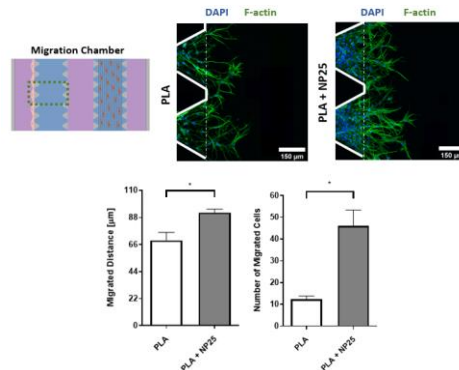 DAPI F-actin
DAPI F-actin
Migration Chamber
PLA
PLA + NP25
150 µm
150 µm
Migrated Distance [µm]
110
88
66
44
22
0
*
PLA
PLA + NP25
Number of Migrated Cells
60
50
40
30
20
10
0
*
PLA
PLA + NP25